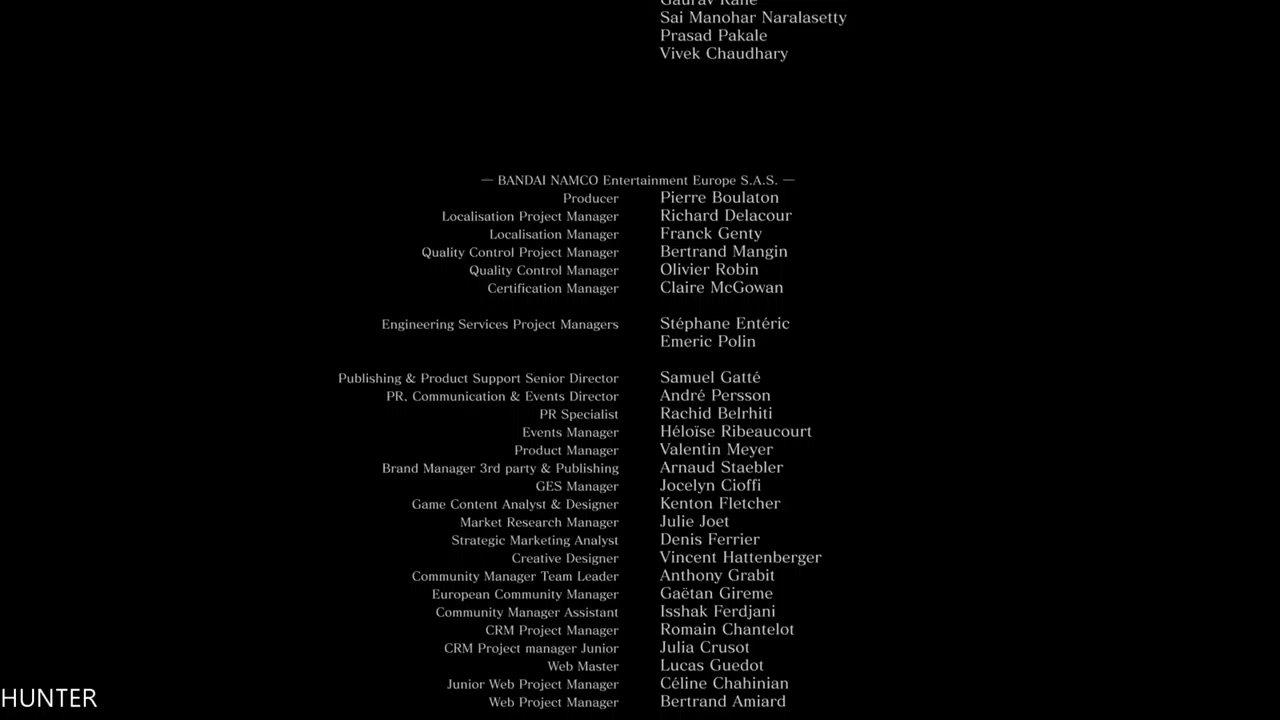 Gaurav Rane
Sai Manohar Naralasetty
Prasad Pakale
Vivek Chaudhary
— BANDAI NAMCO Entertainment Europe S.A.S. —
Producer Pierre Boulaton
Localisation Project Manager Richard Delacour
Localisation Manager Franck Genty
Quality Control Project Manager Bertrand Mangin
Quality Control Manager Olivier Robin
Certification Manager Claire McGowan
Engineering Services Project Managers Stéphane Entéric
Emeric Polin
Publishing & Product Support Senior Director Samuel Gatté
PR, Communication & Events Director André Persson
PR Specialist Rachid Belrhiti
Events Manager Héloïse Ribeaucourt
Product Manager Valentin Meyer
Brand Manager 3rd party & Publishing Arnaud Staebler
GES Manager Jocelyn Cioffi
Game Content Analyst & Designer Kenton Fletcher
Market Research Manager Julie Joet
Strategic Marketing Analyst Denis Ferrier
Creative Designer Vincent Hattenberger
Community Manager Team Leader Anthony Grabit
European Community Manager Gaëtan Gireme
Community Manager Assistant Isshak Ferdjani
CRM Project Manager Romain Chantelot
CRM Project manager Junior Julia Crusot
Web Master Lucas Guedot
Junior Web Project Manager Céline Chahinian
Web Project Manager Bertrand Amiard
HUNTER